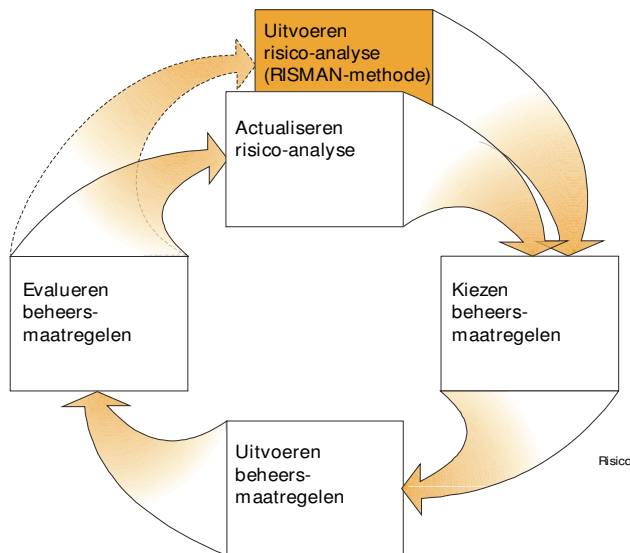 Uitvoeren
risico-analyse
(RISMAN-methode)
Actualiseren
risico-analyse
Evalueren
beheers-
maatregelen
Kiezen
beheers-
maatregelen
Uitvoeren
beheers-
maatregelen
Risico